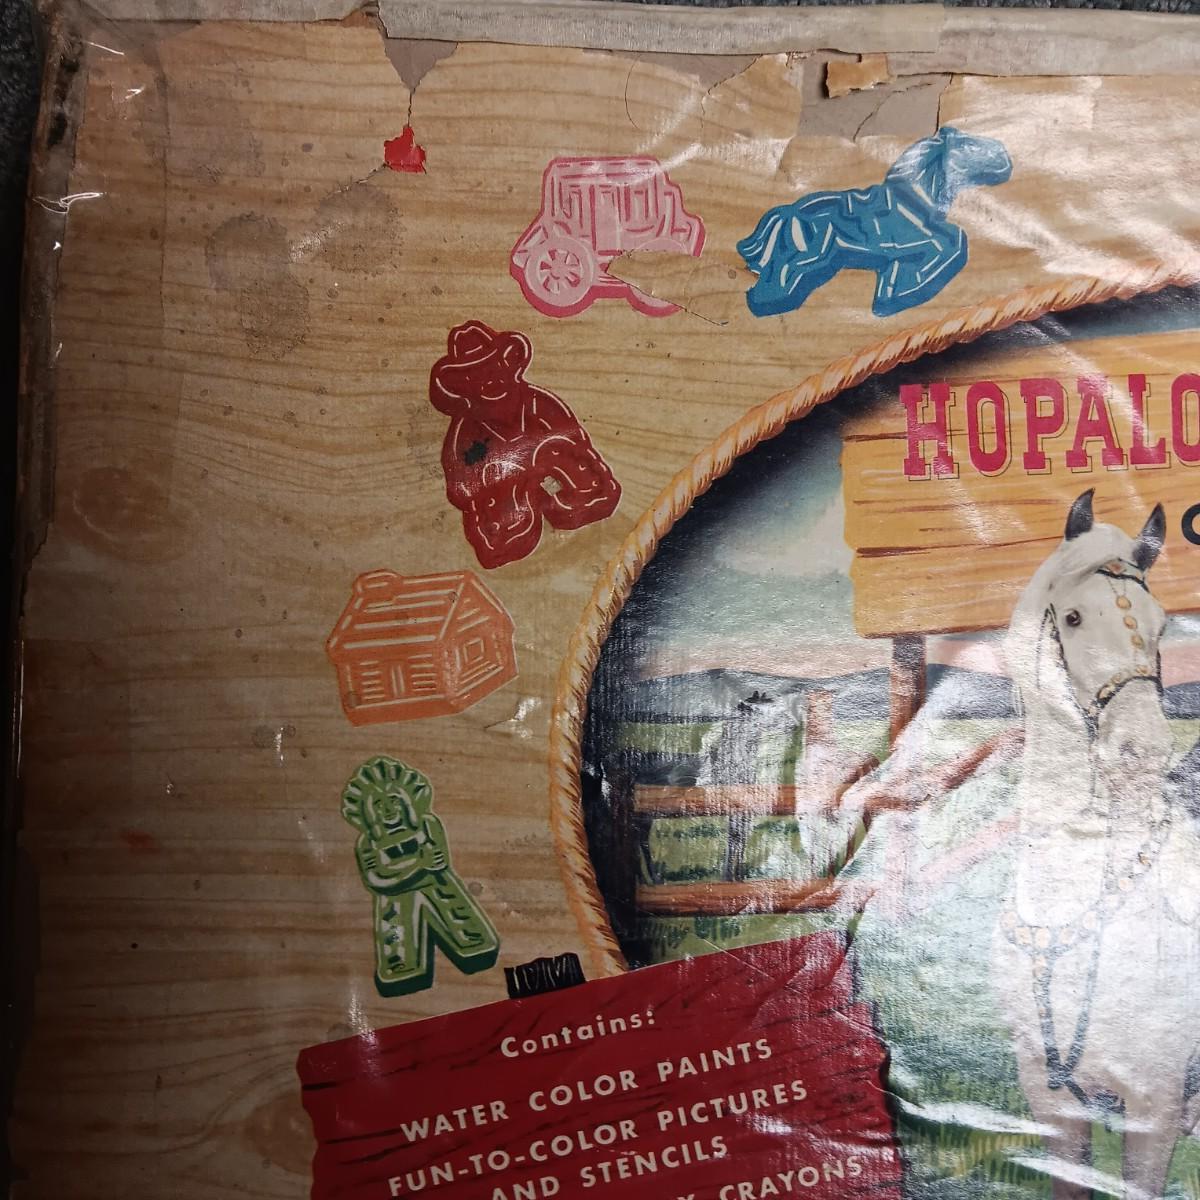 HOPALO
Contains:
WATER COLOR PAINTS
FUN-TO-COLOR PICTURES
AND STENCILS
CRAYONS